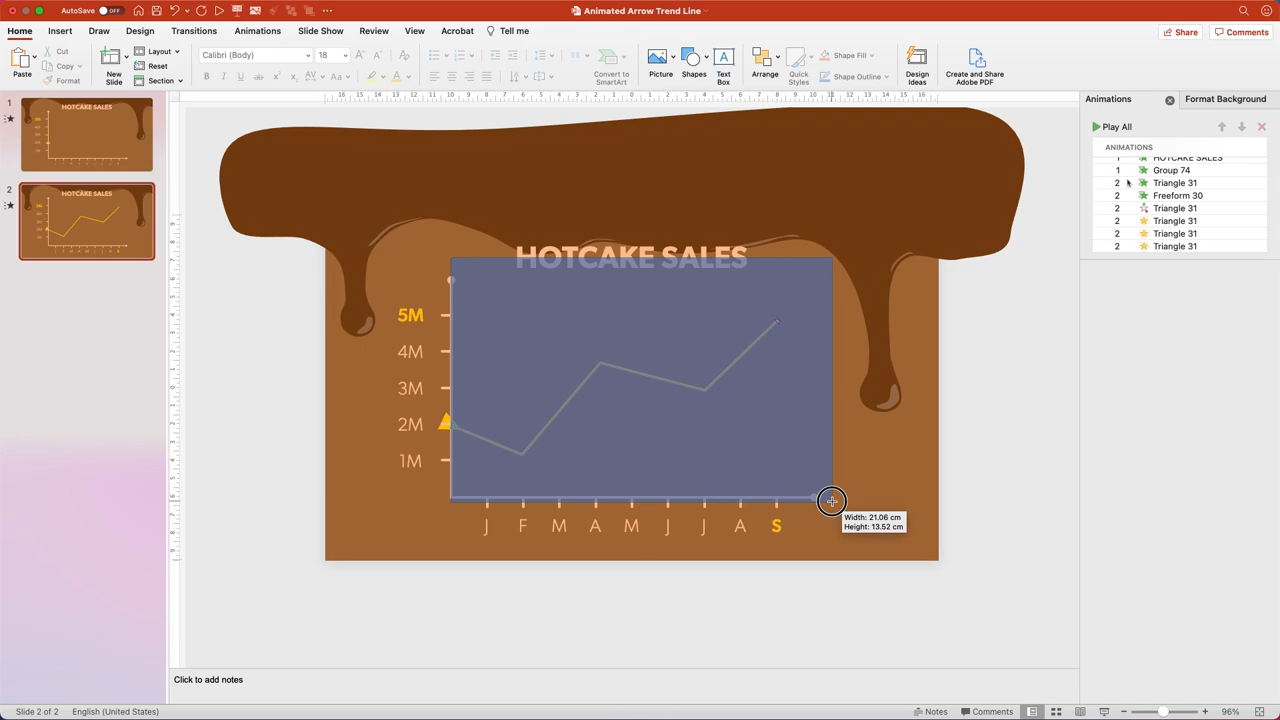 AutoSave OFF
Animated Arrow Trend Line
Home Insert Draw Design Transitions Animations Slide Show Review View Acrobat Tell me
Share Comments
Paste
Cut
Copy
Format
New Slide
Layout
Reset
Section
Calibri (Body) 18
Convert to SmartArt
Picture
Shapes
Text Box
Arrange
Quick Styles
Shape Fill
Shape Outline
Design Ideas
Create and Share Adobe PDF
1
HOTCAKE SALES
2
HOTCAKE SALES
HOTCAKE SALES
5M
4M
3M
2M
1M
J F M A M J J A S
Width: 21.06 cm
Height: 13.52 cm
Animations Format Background
Play All
ANIMATIONS
1 HOTCAKE SALES
1 Group 74
2 Triangle 31
2 Freeform 30
2 Triangle 31
2 Triangle 31
2 Triangle 31
2 Triangle 31
Click to add notes
Slide 2 of 2 English (United States)
Notes Comments 96%